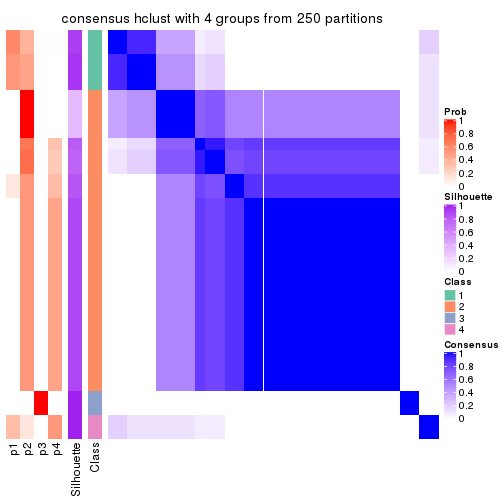 consensus hclust with 4 groups from 250 partitions
Prob
1
0.8
0.6
0.4
0.2
0
Silhouette
1
0.8
0.6
0.4
0.2
0
Class
1
2
3
4
Consensus
1
0.8
0.6
0.4
0.2
0
p1
p2
p3
p4
Silhouette
Class